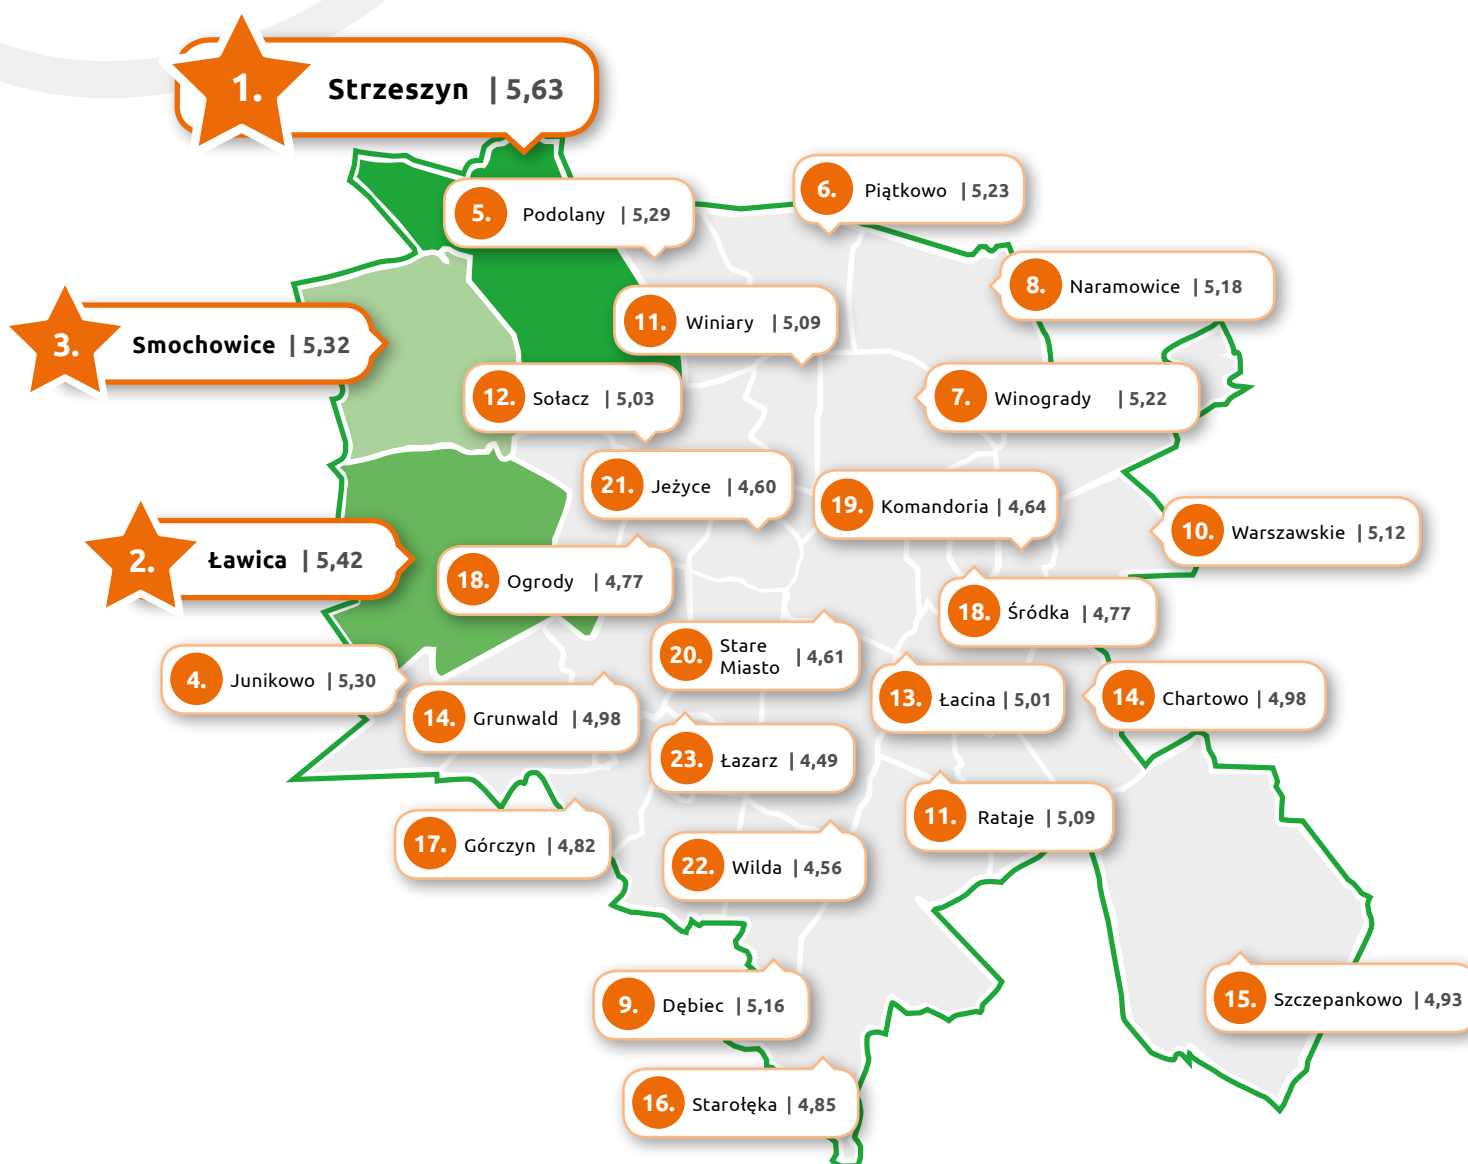 1. Strzeszyn | 5,63
6. Piątkowo | 5,23
5. Podolany | 5,29
8. Naramowice | 5,18
11. Winiary | 5,09
3. Smochowice | 5,32
12. Sołacz | 5,03
7. Winogrady | 5,22
21. Jeżyce | 4,60
19. Komandoria | 4,64
10. Warszawskie | 5,12
2. Ławica | 5,42
18. Ogrody | 4,77
18. Śródka | 4,77
20. Stare
Miasto | 4,61
4. Junikowo | 5,30
13. Łacina | 5,01
14. Chartowo | 4,98
14. Grunwald | 4,98
23. Łazarz | 4,49
11. Rataje | 5,09
17. Górczyn | 4,82
22. Wilda | 4,56
15. Szczepankowo | 4,93
9. Dębiec | 5,16
16. Starołęka | 4,85